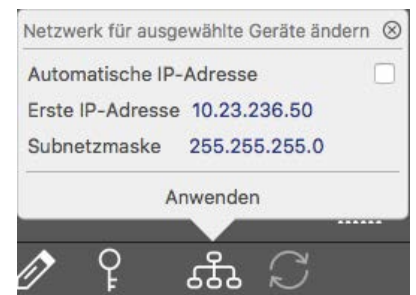 Netzwerk für ausgewählte Geräte ändern
Automatische IP-Adresse
Erste IP-Adresse 10.23.236.50
Subnetzmaske 255.255.255.0
Anwenden